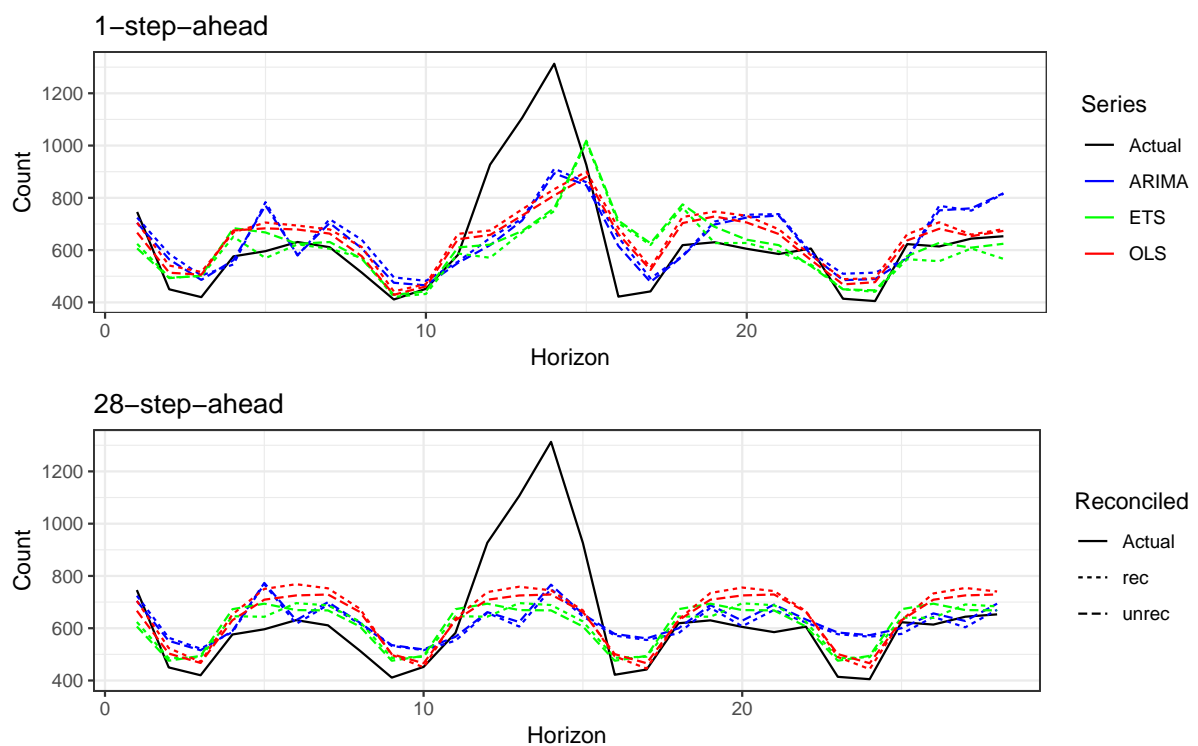 1−step−ahead
1200
1000
800
600
400
Count
0
10
20
Horizon
Series
Actual
ARIMA
ETS
OLS
28−step−ahead
1200
1000
800
600
400
Count
0
10
20
Horizon
Reconciled
Actual
rec
unrec